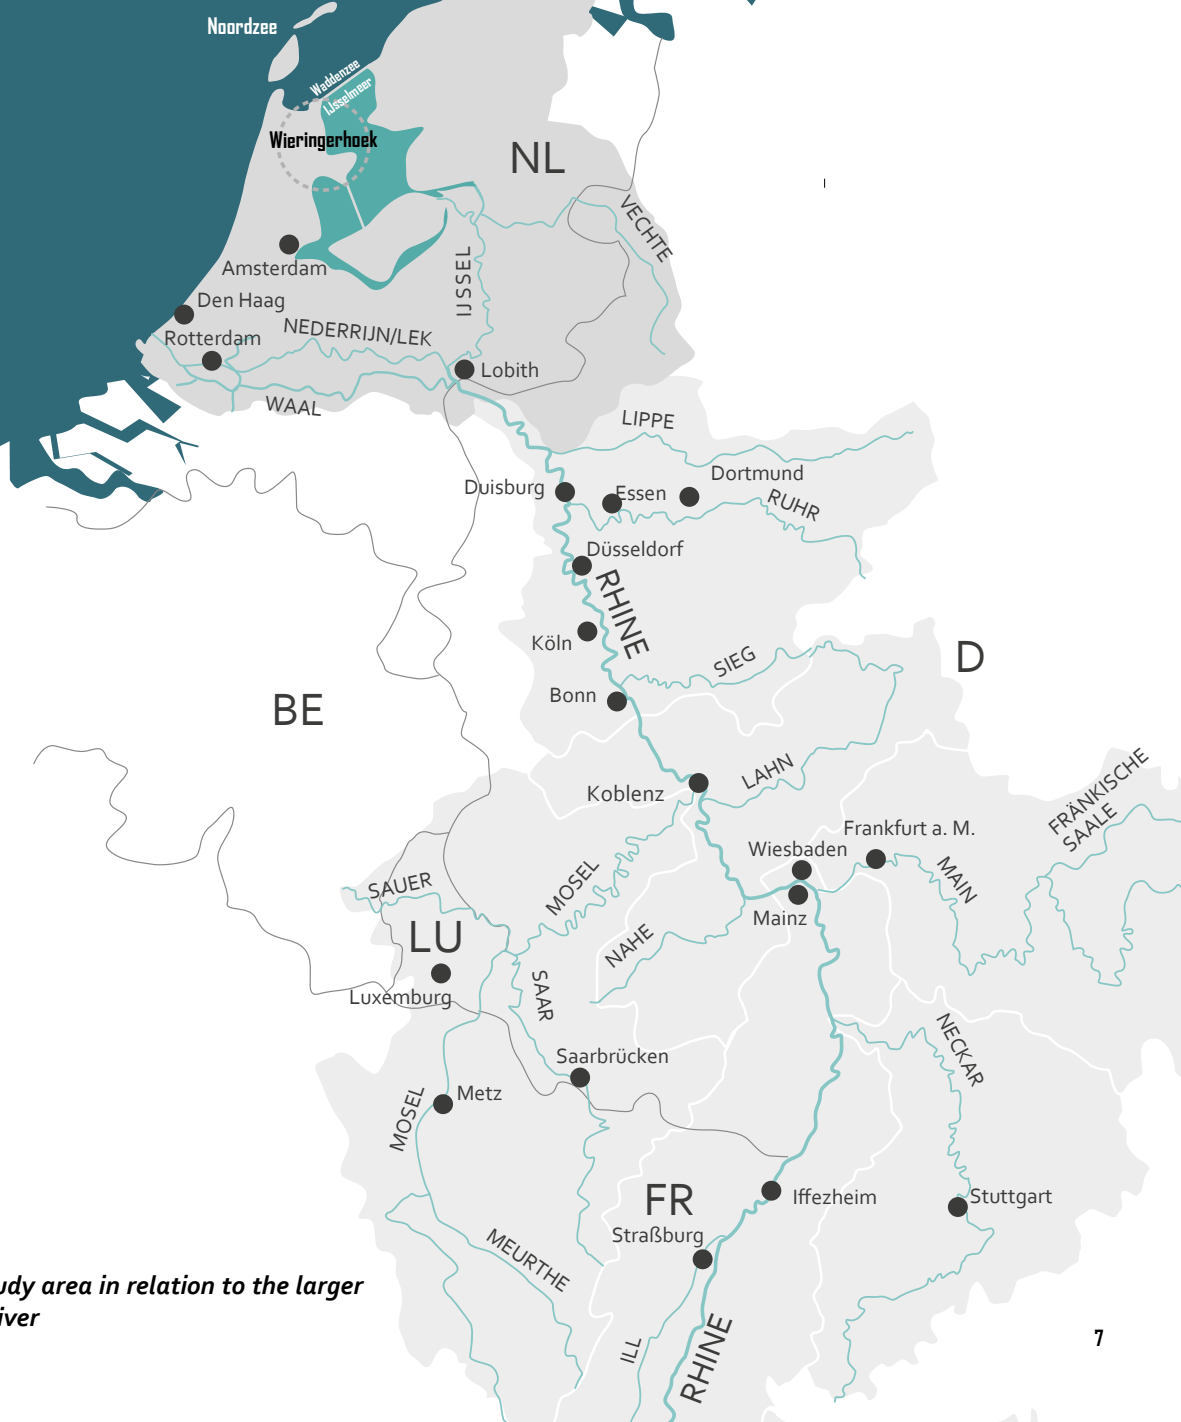 Noordzee
Waddenzee
IJsselmeer
Wieringerhoek
NL
VECHTE
IJSSEL
Amsterdam
Den Haag
Rotterdam
NEDERRIJN/LEK
Lobith
WAAL
LIPPE
Dortmund
Duisburg
Essen
RUHR
Düsseldorf
RHINE
Köln
SIEG
D
Bonn
BE
LAHN
Koblenz
FRÄNKISCHE
SAALE
Frankfurt a. M.
Wiesbaden
MAIN
SAUER
MOSEL
Mainz
LU
NAHE
Luxemburg
SAAR
NECKAR
Saarbrücken
Metz
MOSEL
FR
Iffezheim
Stuttgart
Straßburg
MEURTHE
ILL
RHINE
area in relation to the larger
7